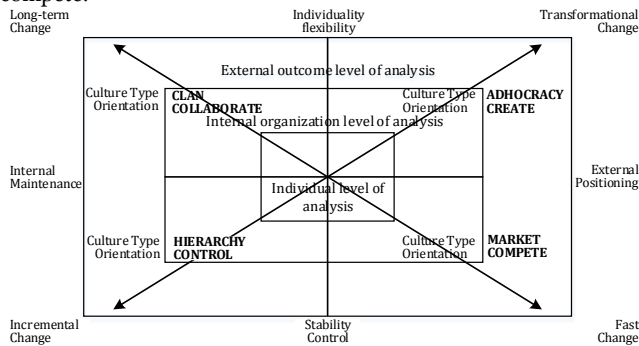 compete.
Long-term
Change
Individuality
flexibility
Transformational
Change
External outcome level of analysis
Culture Type
Orientation
CLAN
COLLABORATE
Culture Type
Orientation
ADHOCRACY
CREATE
Internal organization level of analysis
Internal
Maintenance
External
Positioning
Individual level of
analysis
Culture Type
Orientation
HIERARCHY
CONTROL
Culture Type
Orientation
MARKET
COMPETE
Incremental
Change
Stability
Control
Fast
Change